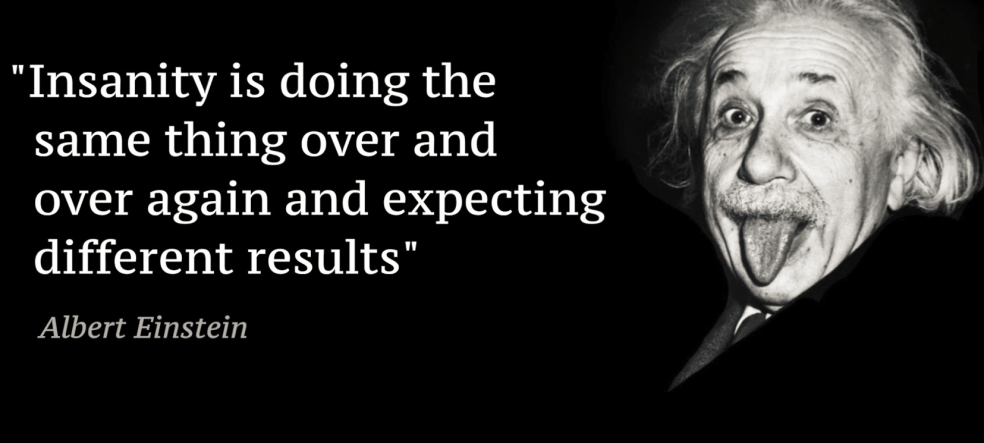 "Insanity is doing the
same thing over and
over again and expecting
different results"
Albert Einstein